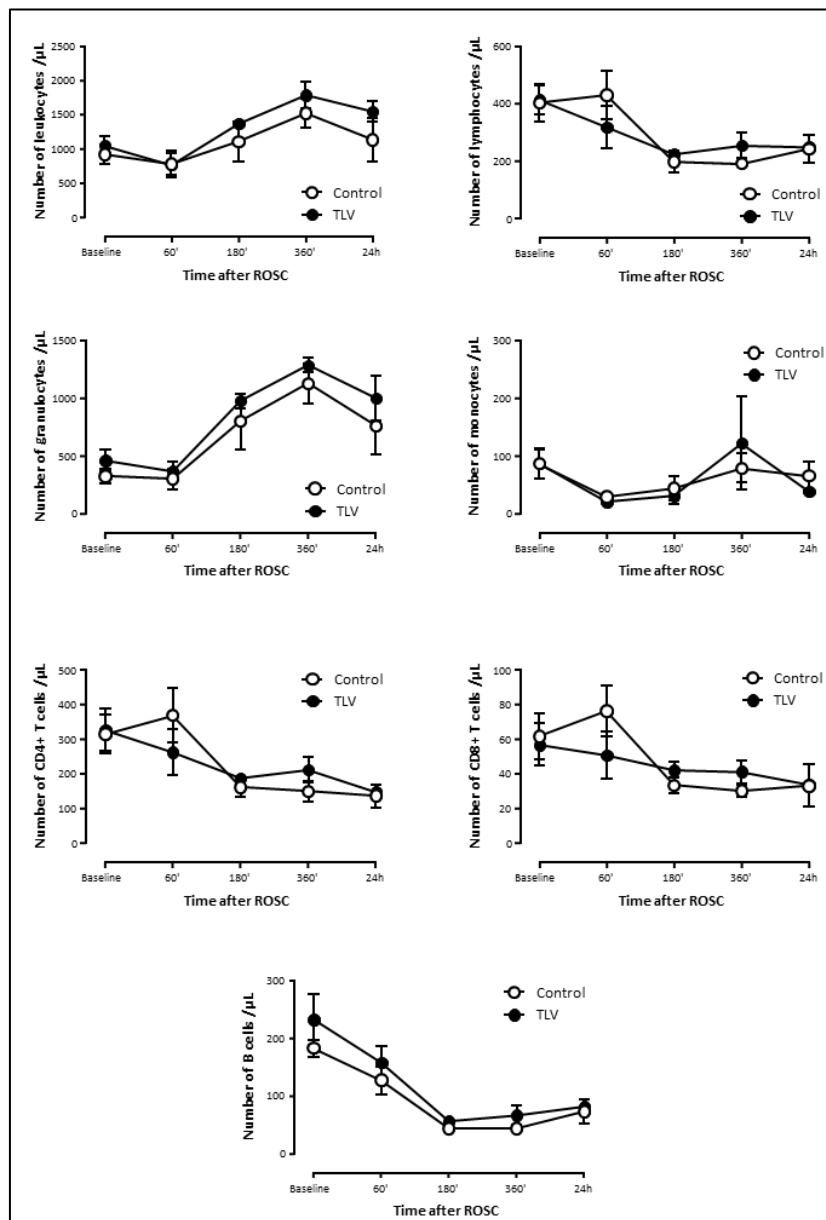 Number of leukocytes /µL
2500
2000
1500
1000
500
0
Control
TLV
Baseline 60' 180' 360' 24h
Time after ROSC
Number of lymphocytes /µL
600
400
200
0
Control
TLV
Baseline 60' 180' 360' 24h
Time after ROSC
Number of granulocytes /µL
1500
1000
500
0
Control
TLV
Baseline 60' 180' 360' 24h
Time after ROSC
Number of monocytes /µL
300
200
100
0
Control
TLV
Baseline 60' 180' 360' 24h
Time after ROSC
Number of CD4+ T cells /µL
500
400
300
200
100
0
Control
TLV
Baseline 60' 180' 360' 24h
Time after ROSC
Number of CD8+ T cells /µL
100
80
60
40
20
0
Control
TLV
Baseline 60' 180' 360' 24h
Time after ROSC
Number of B cells /µL
300
200
100
0
Control
TLV
Baseline 60' 180' 360' 24h
Time after ROSC